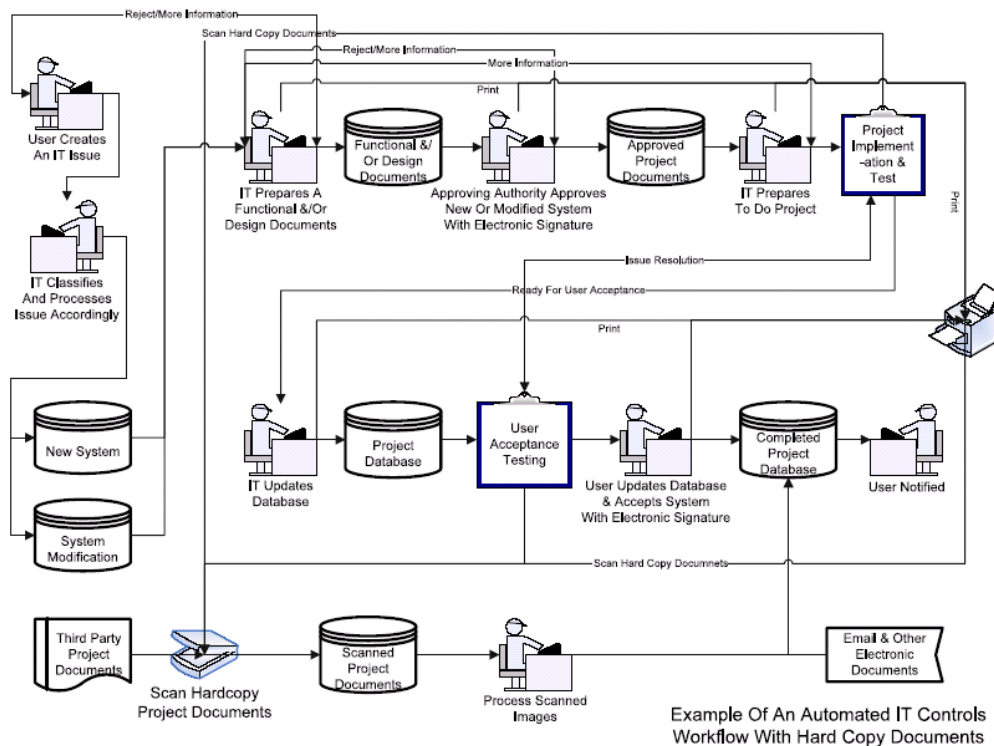 Reject/More Information
Scan Hard Copy Documents
Reject/More Information
More Information
Print
User Creates
An IT Issue
Functional &/
Or Design
Documents
Approved
Project
Documents
Project
Implement
-ation &
Test
IT Prepares A
Functional &/Or
Design Documents
Approving Authority Approves
New Or Modified System
With Electronic Signature
IT Prepares
To Do Project
Print
IT Classifies
And Processes
Issue Accordingly
Issue Resolution
Ready For User Acceptance
Print
New System
Project
Database
User
Acceptance
Testing
Completed
Project
Database
IT Updates
Database
User Updates Database
& Accepts System
With Electronic Signature
User Notified
System
Modification
Scan Hard Copy Documnets
Third Party
Project
Documents
Scanned
Project
Documents
Email & Other
Electronic
Documents
Scan Hardcopy
Project Documents
Process Scanned
Images
Example Of An Automated IT Controls
Workflow With Hard Copy Documents